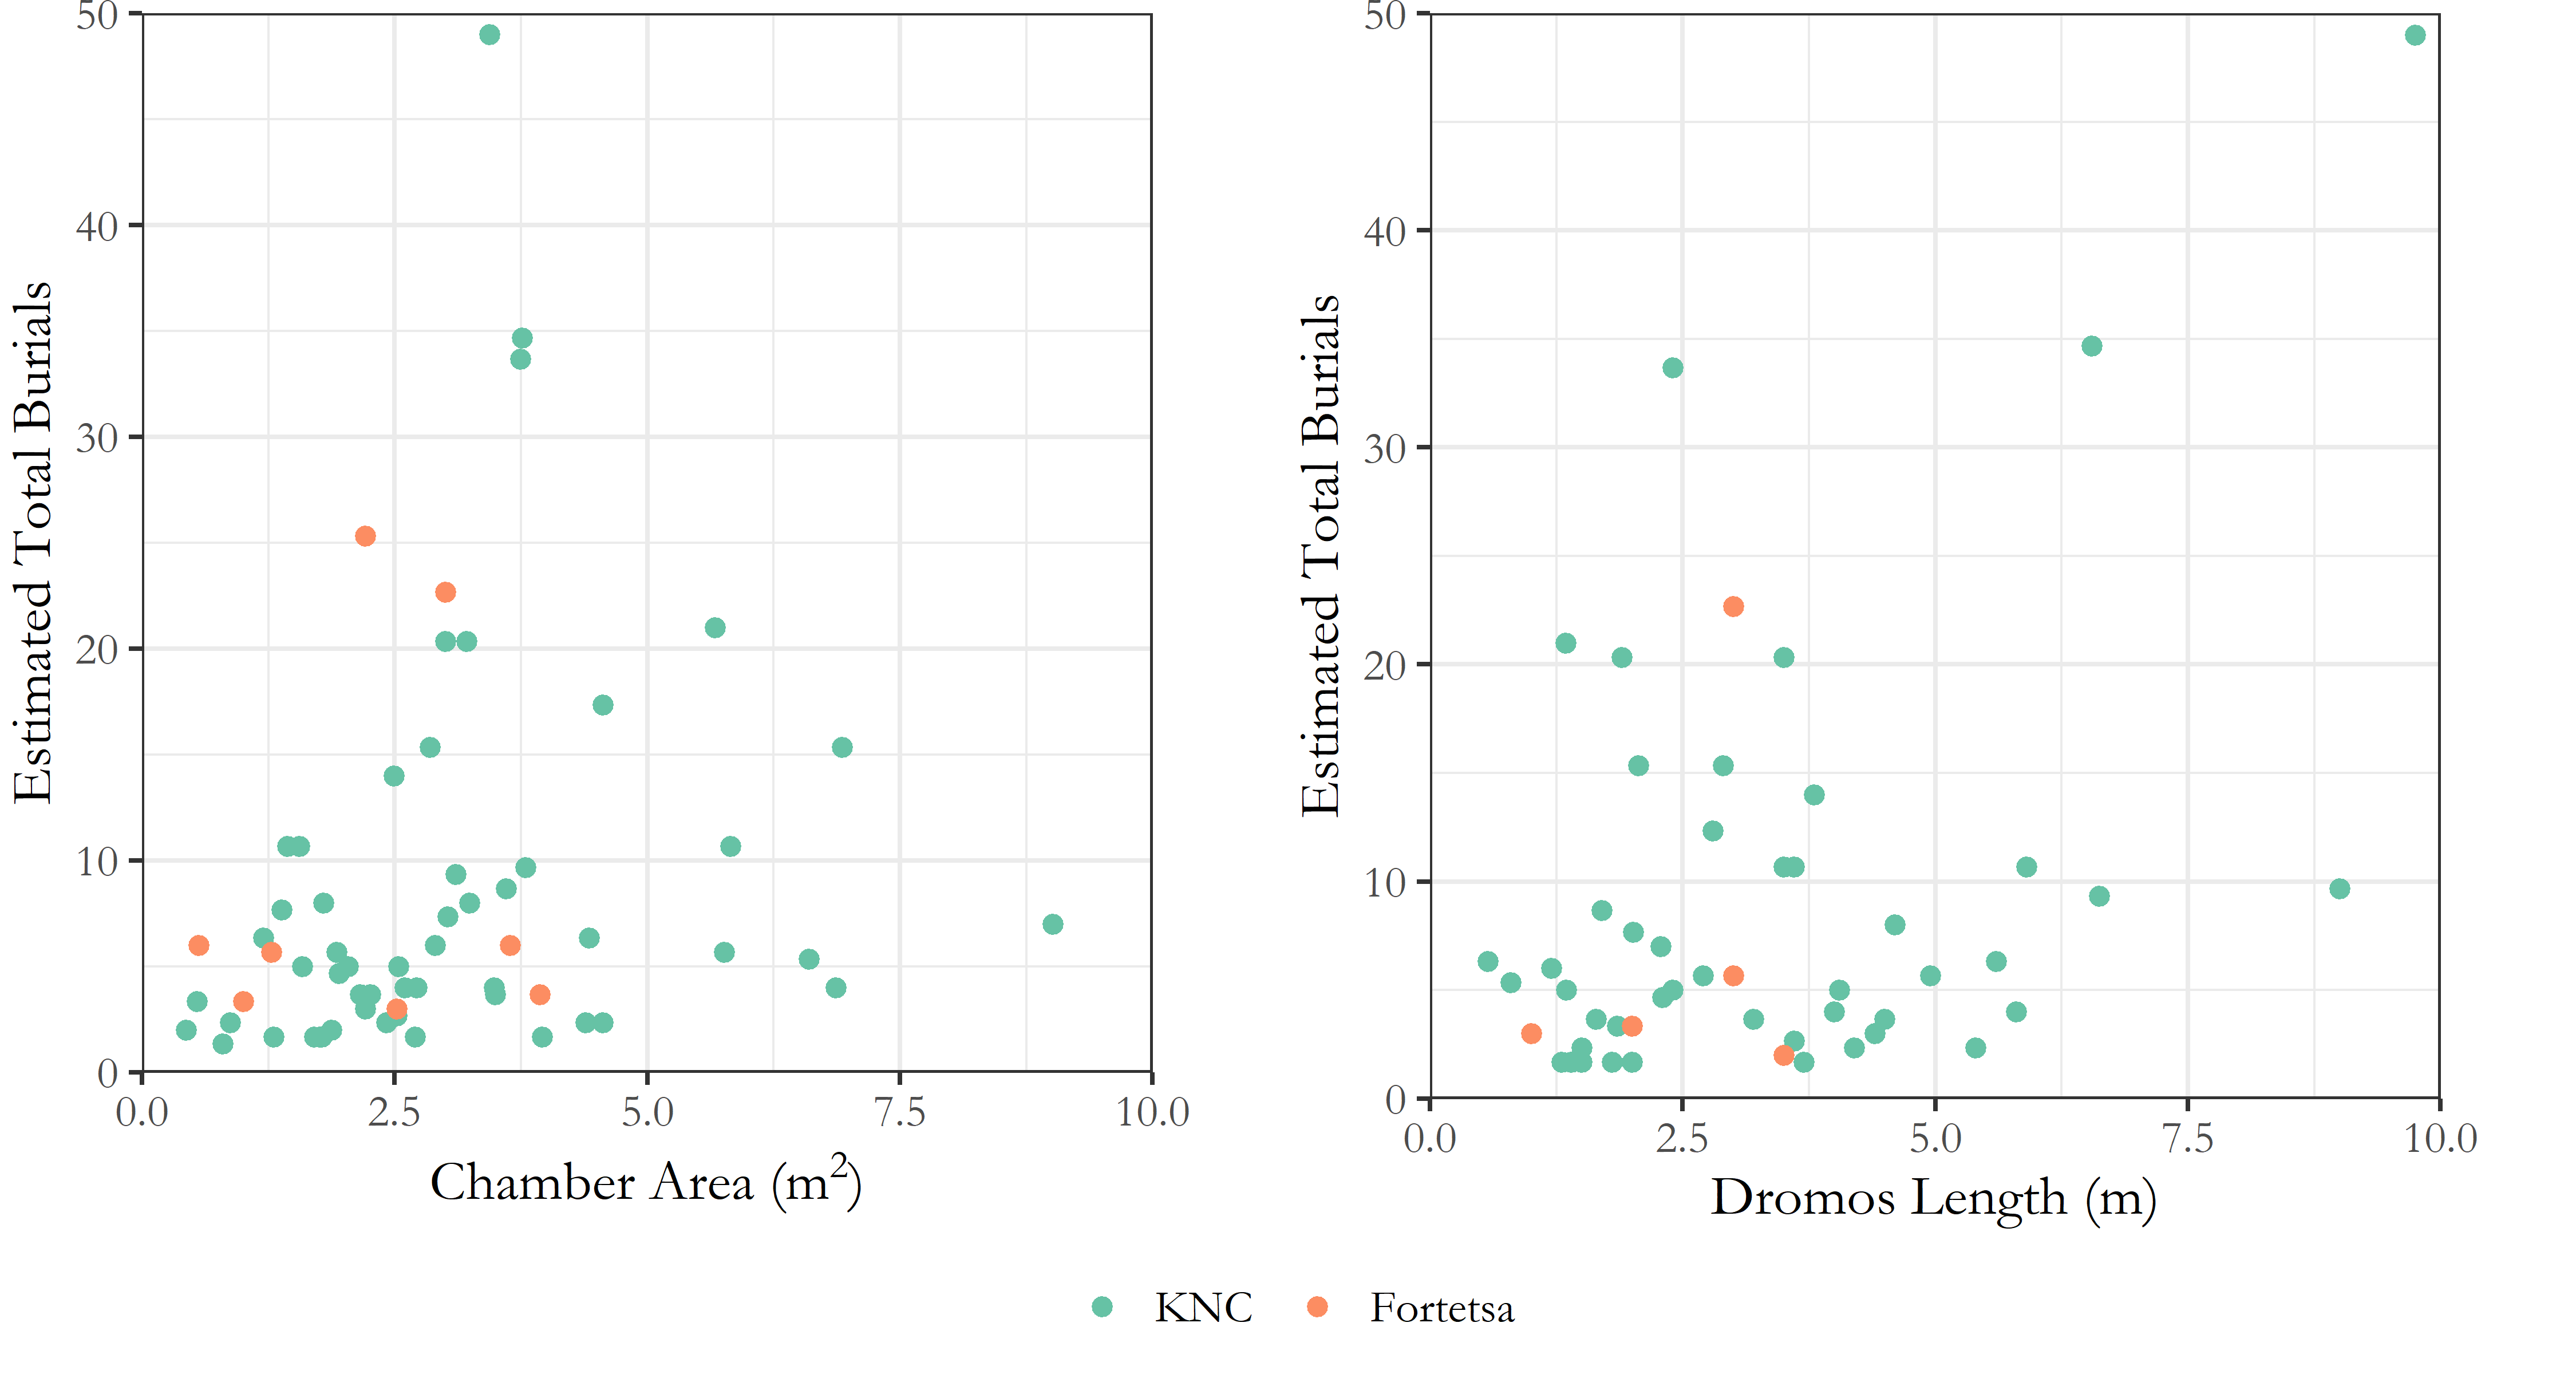 Estimated Total Burials
50
40
30
20
10
0
0.0 2.5 5.0 7.5 10.0
Chamber Area (m²)
Estimated Total Burials
50
40
30
20
10
0
0.0 2.5 5.0 7.5 10.0
Dromos Length (m)
KNC Fortetsa